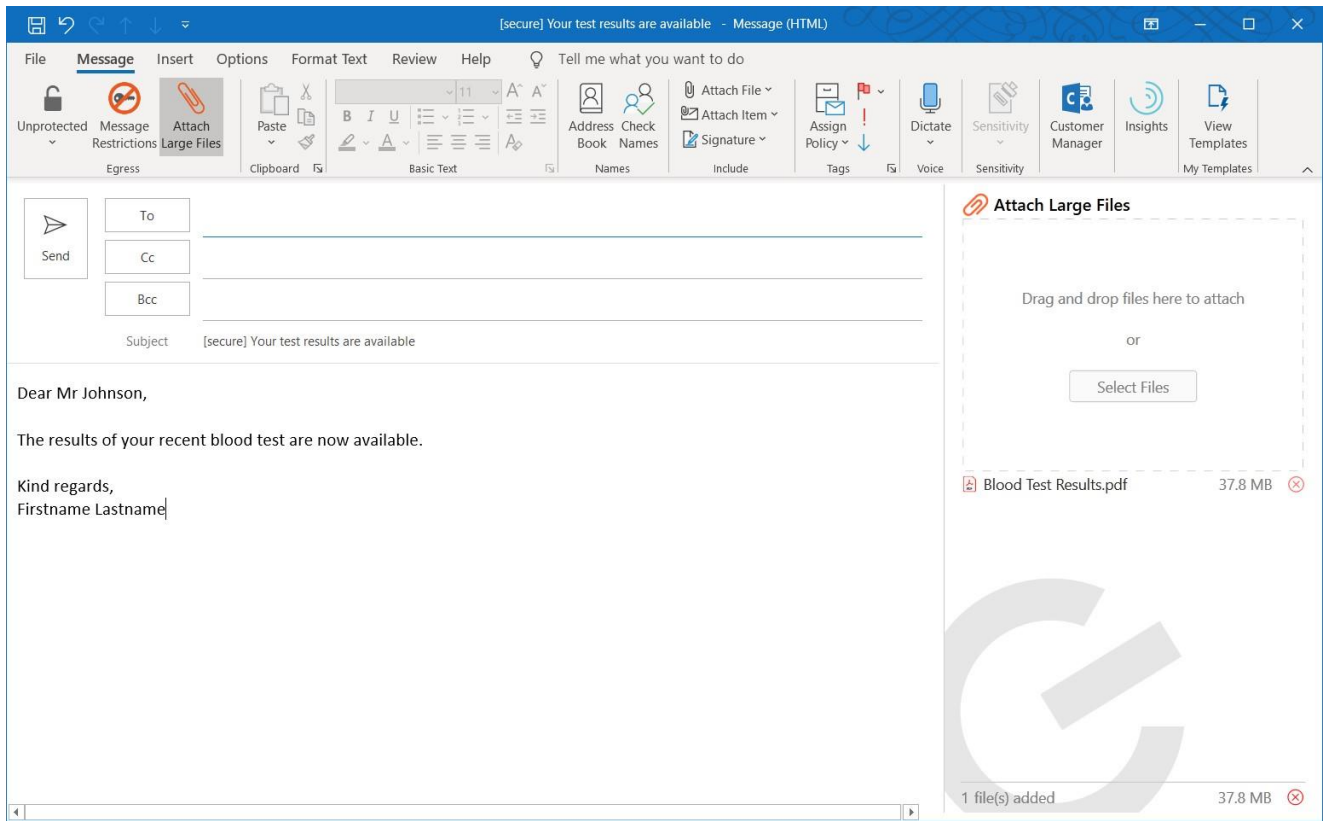 [secure] Your test results are available - Message (HTML)
File Message Insert Options Format Text Review Help Tell me what you want to do
Unprotected
Message Restrictions
Attach Large Files
Egress
Paste
Clipboard
11
A A
B I U
A
A
Basic Text
Address Book
Check Names
Names
Attach File
Attach Item
Signature
Include
Assign Policy
Tags
Dictate
Voice
Sensitivity
Sensitivity
Customer Manager
Insights
View Templates
My Templates
Send
To
Cc
Bcc
Subject [secure] Your test results are available
Dear Mr Johnson,
The results of your recent blood test are now available.
Kind regards,
Firstname Lastname
Attach Large Files
Drag and drop files here to attach
or
Select Files
Blood Test Results.pdf 37.8 MB
1 file(s) added 37.8 MB